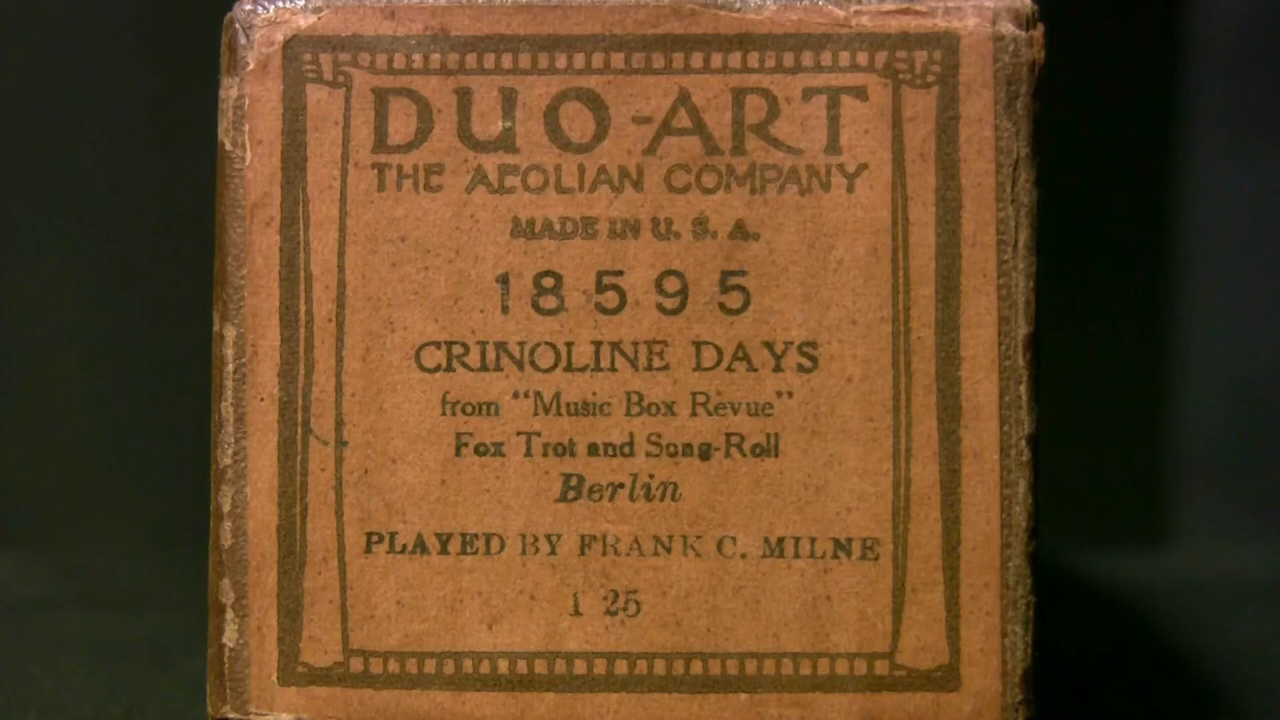 DUO-ART
THE AEOLIAN COMPANY
MADE IN U. S. A.
18595
CRINOLINE DAYS
from "Music Box Revue"
Fox Trot and Song-Roll
Berlin
PLAYED BY FRANK C. MILNE
1 25